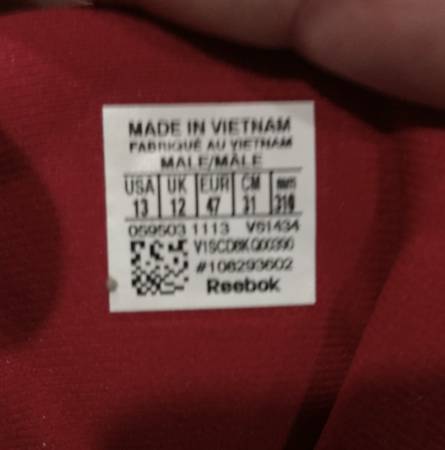 MADE IN VIETNAM
FABRIQUÉ AU VIETNAM
MALE/MÂLE
USA UK EUR CM mm
13 12 47 31 310
059503 1113 V61434
#106293602
Reebok